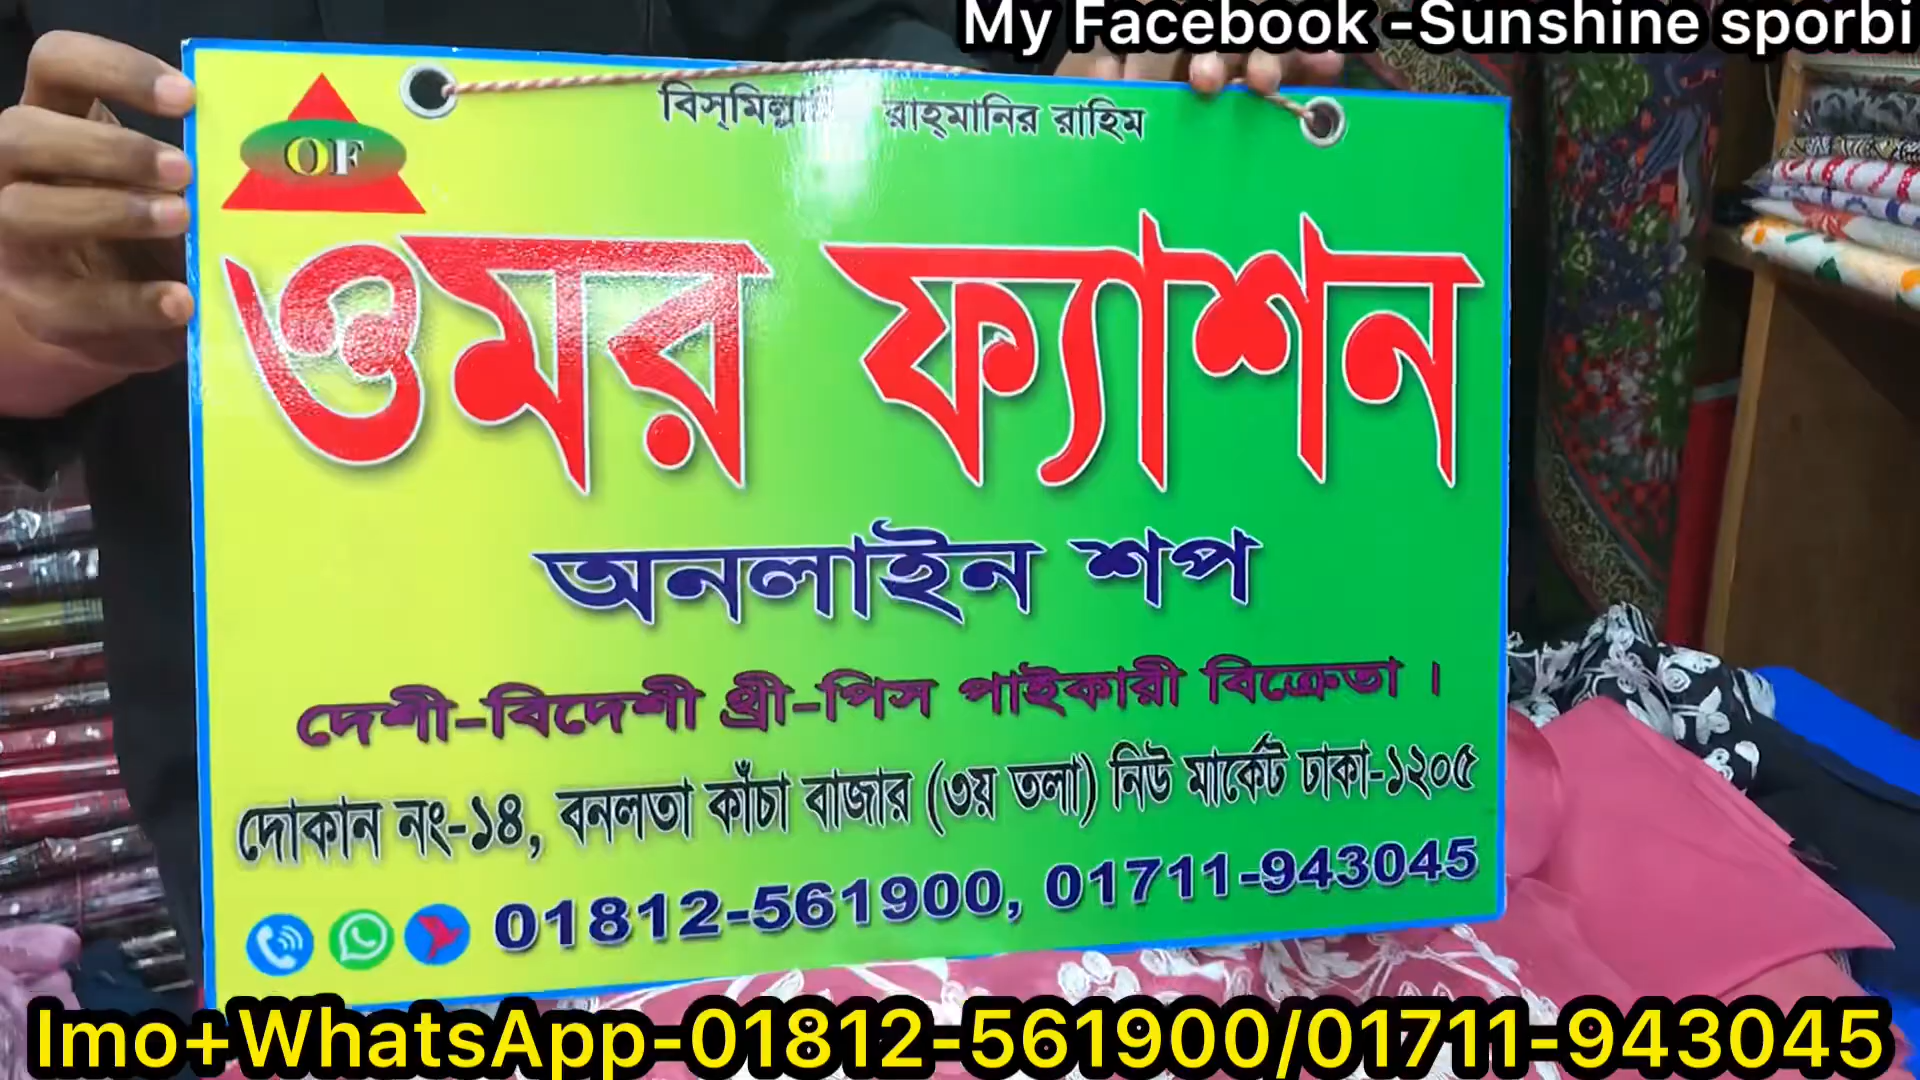 My Facebook -Sunshine sporbi
OF
রাহ্‌মানির রাহিম
ওমর ফ্যাশন
অনলাইন শপ
দেশী-বিদেশী থ্রী-পিস পাইকারী বিক্রেতা ।
দোকান নং-১৪, বনলতা কাঁচা বাজার (৩য় তলা) নিউ মার্কেট ঢাকা-১২০৫
01812-561900, 01711-943045
Imo+WhatsApp-01812-561900/01711-943045